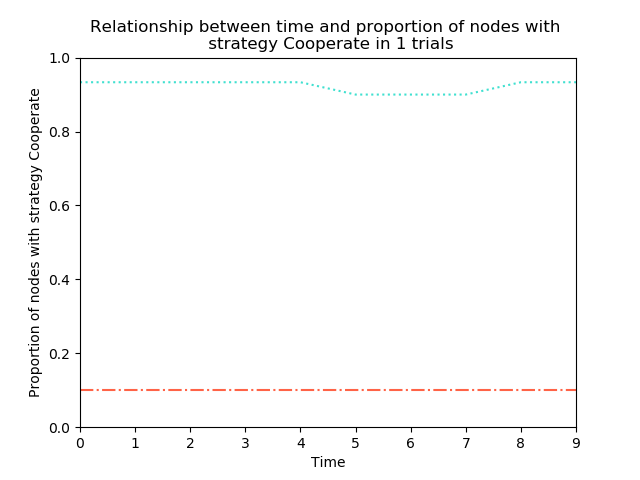 Relationship between time and proportion of nodes with
strategy Cooperate in 1 trials
Proportion of nodes with strategy Cooperate
1.0
0.8
0.6
0.4
0.2
0.0
0 1 2 3 4 5 6 7 8 9
Time